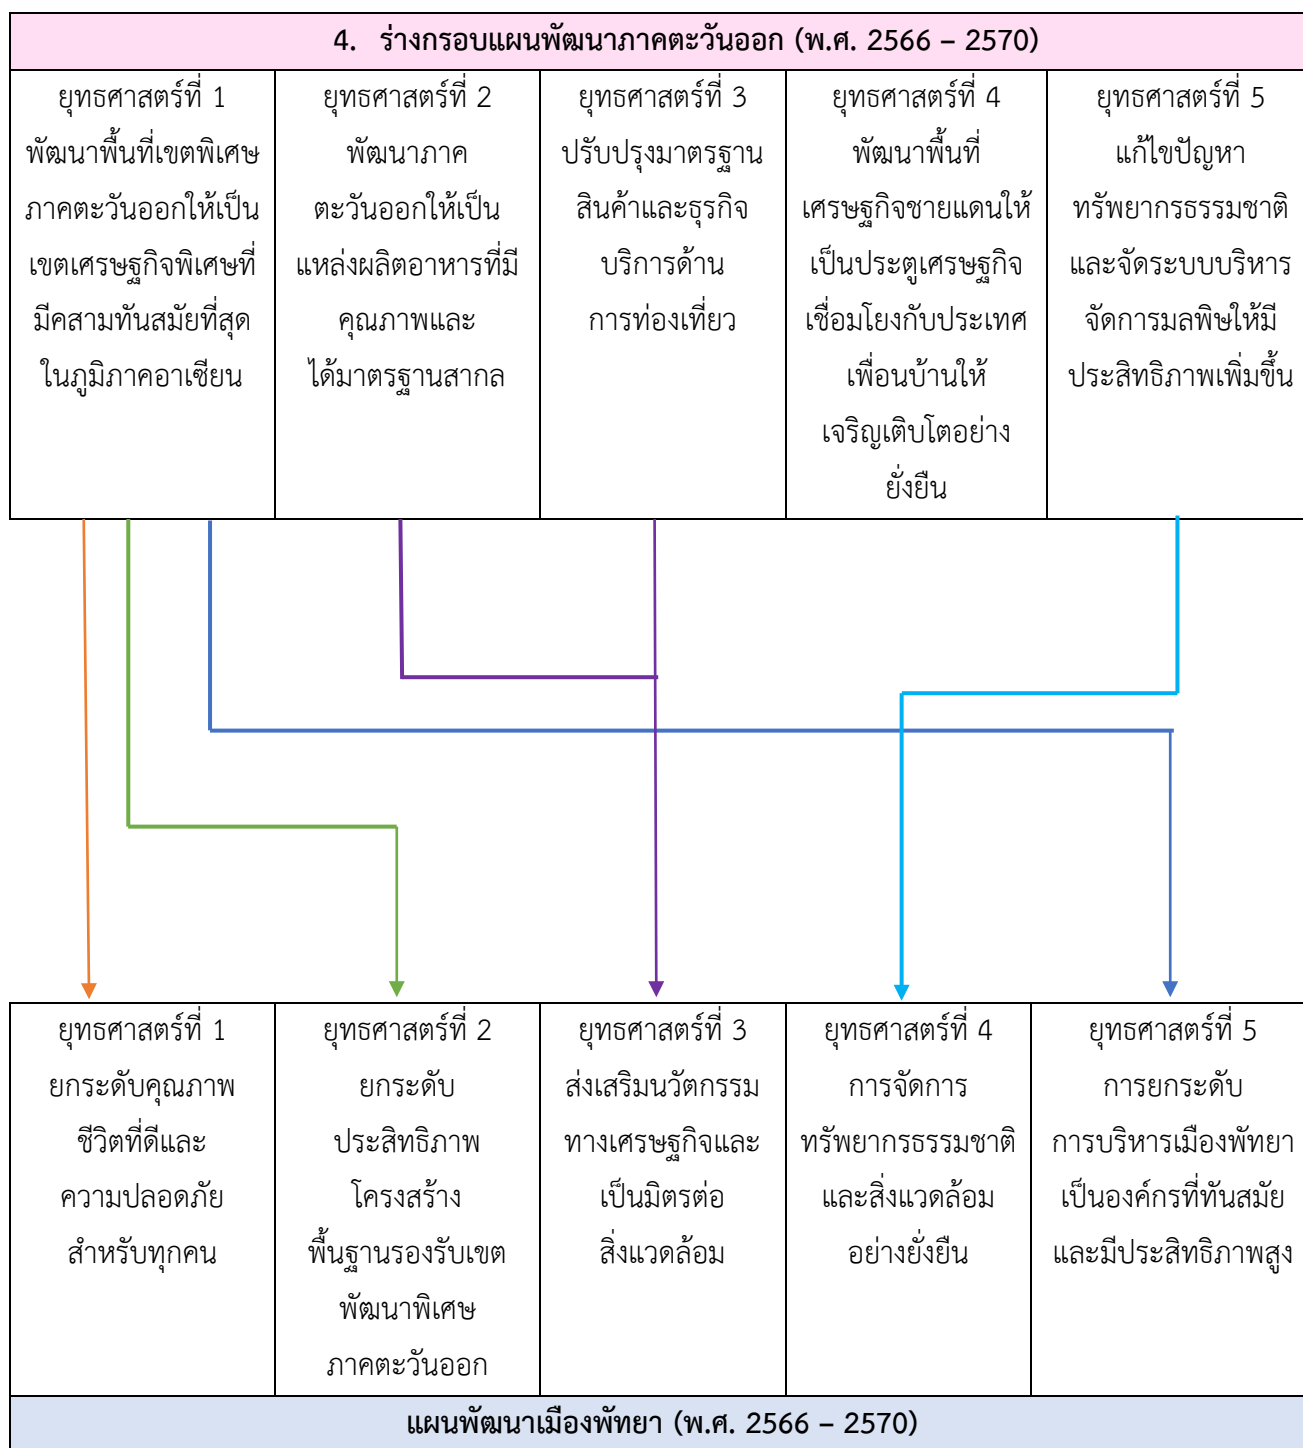 4. ร่างกรอบแผนพัฒนาภาคตะวันออก (พ.ศ. 2566 – 2570)
ยุทธศาสตร์ที่ 1
พัฒนาพื้นที่เขตพิเศษ
ภาคตะวันออกให้เป็น
เขตเศรษฐกิจพิเศษที่
มีคสามทันสมัยที่สุด
ในภูมิภาคอาเซียน
ยุทธศาสตร์ที่ 2
พัฒนาภาค
ตะวันออกให้เป็น
แหล่งผลิตอาหารที่มี
คุณภาพและ
ได้มาตรฐานสากล
ยุทธศาสตร์ที่ 3
ปรับปรุงมาตรฐาน
สินค้าและธุรกิจ
บริการด้าน
การท่องเที่ยว
ยุทธศาสตร์ที่ 4
พัฒนาพื้นที่
เศรษฐกิจชายแดนให้
เป็นประตูเศรษฐกิจ
เชื่อมโยงกับประเทศ
เพื่อนบ้านให้
เจริญเติบโตอย่าง
ยั่งยืน
ยุทธศาสตร์ที่ 5
แก้ไขปัญหา
ทรัพยากรธรรมชาติ
และจัดระบบบริหาร
จัดการมลพิษให้มี
ประสิทธิภาพเพิ่มขึ้น
ยุทธศาสตร์ที่ 1
ยกระดับคุณภาพ
ชีวิตที่ดีและ
ความปลอดภัย
สำหรับทุกคน
ยุทธศาสตร์ที่ 2
ยกระดับ
ประสิทธิภาพ
โครงสร้าง
พื้นฐานรองรับเขต
พัฒนาพิเศษ
ภาคตะวันออก
ยุทธศาสตร์ที่ 3
ส่งเสริมนวัตกรรม
ทางเศรษฐกิจและ
เป็นมิตรต่อ
สิ่งแวดล้อม
ยุทธศาสตร์ที่ 4
การจัดการ
ทรัพยากรธรรมชาติ
และสิ่งแวดล้อม
อย่างยั่งยืน
ยุทธศาสตร์ที่ 5
การยกระดับ
การบริหารเมืองพัทยา
เป็นองค์กรที่ทันสมัย
และมีประสิทธิภาพสูง
แผนพัฒนาเมืองพัทยา (พ.ศ. 2566 – 2570)